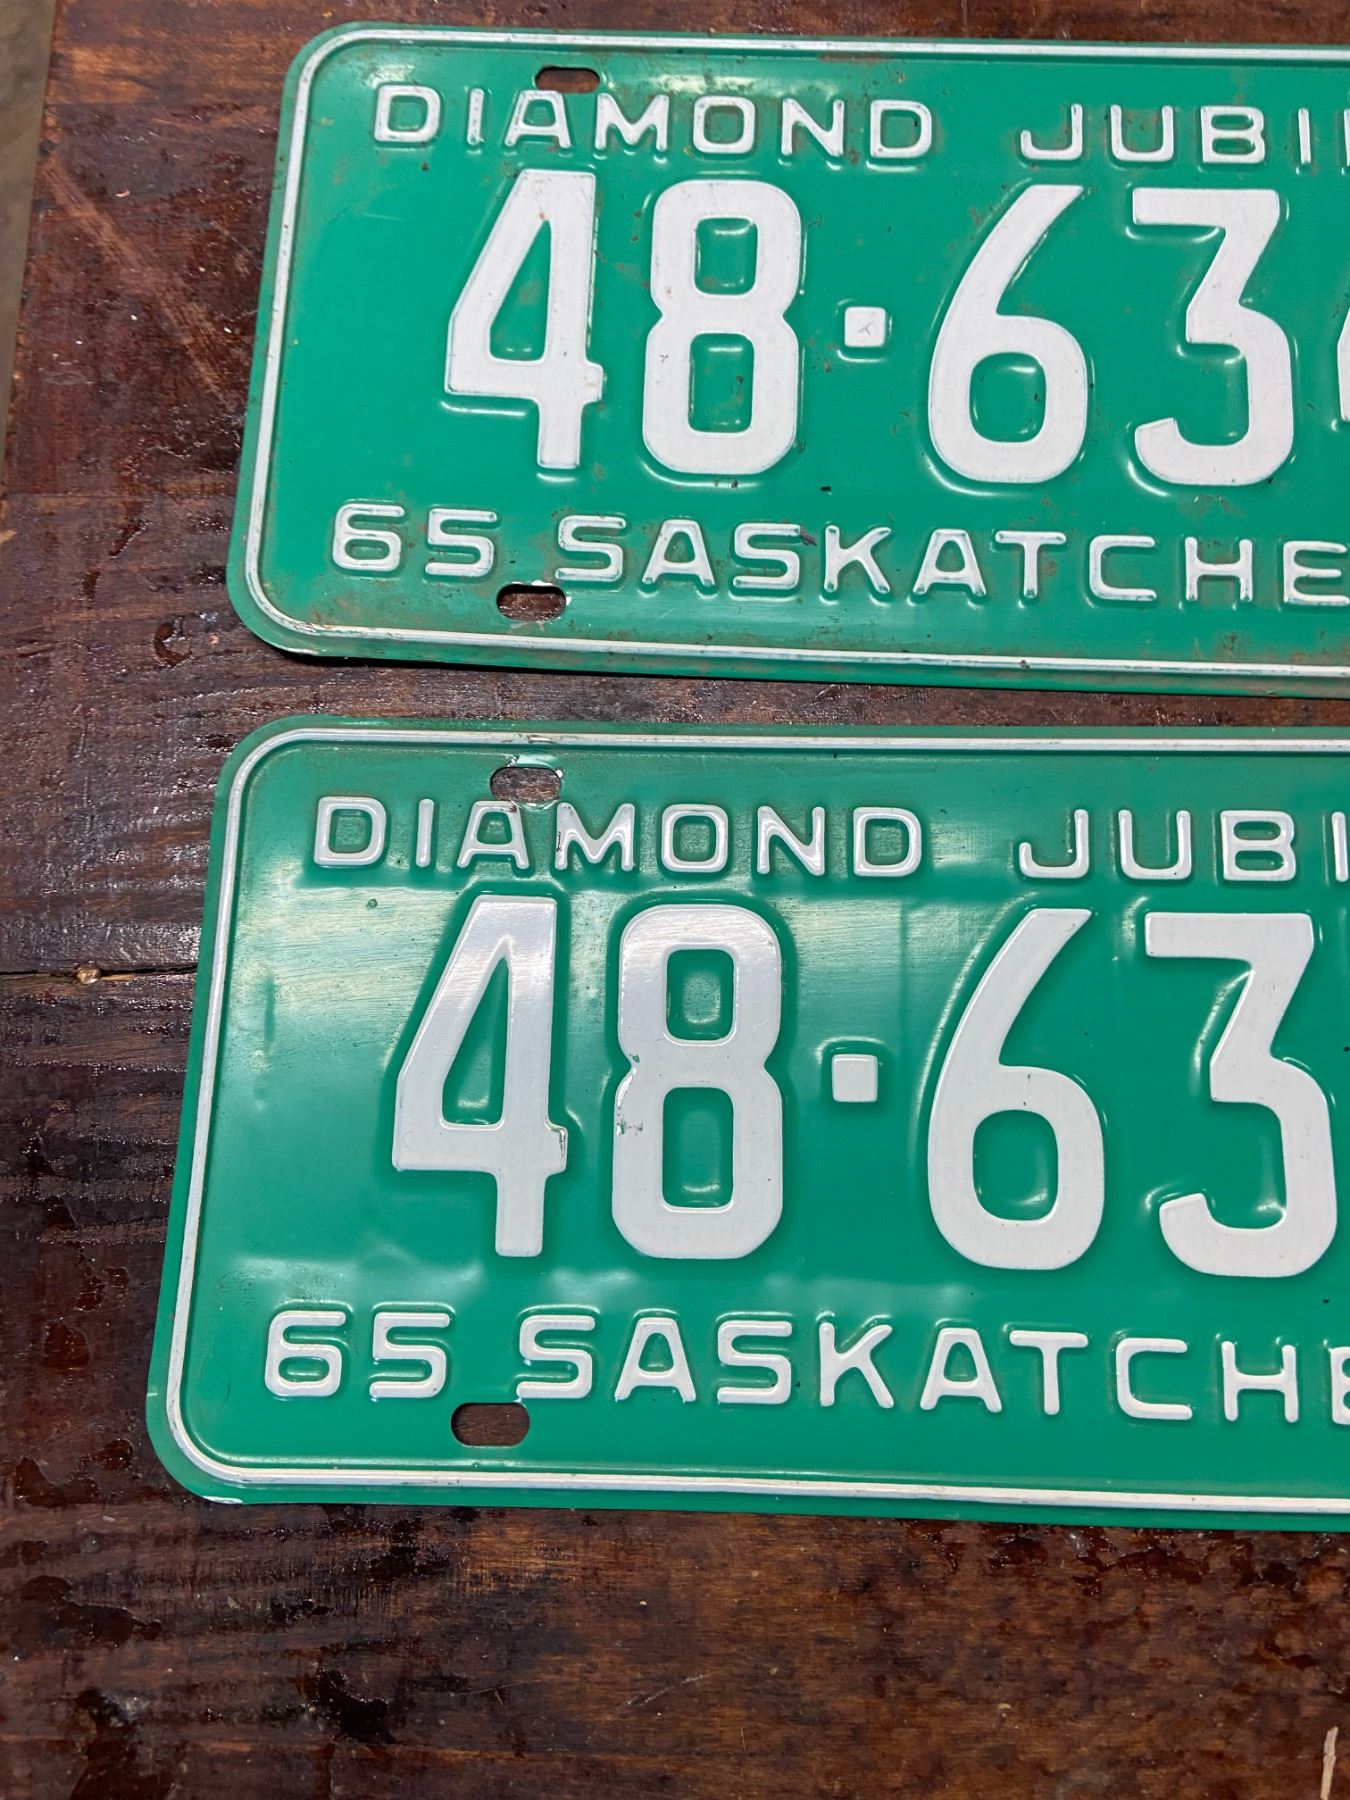 DIAMOND JUBI
48·63
65 SASKATCHE
DIAMOND JUBI
48·63
65 SASKATCHE